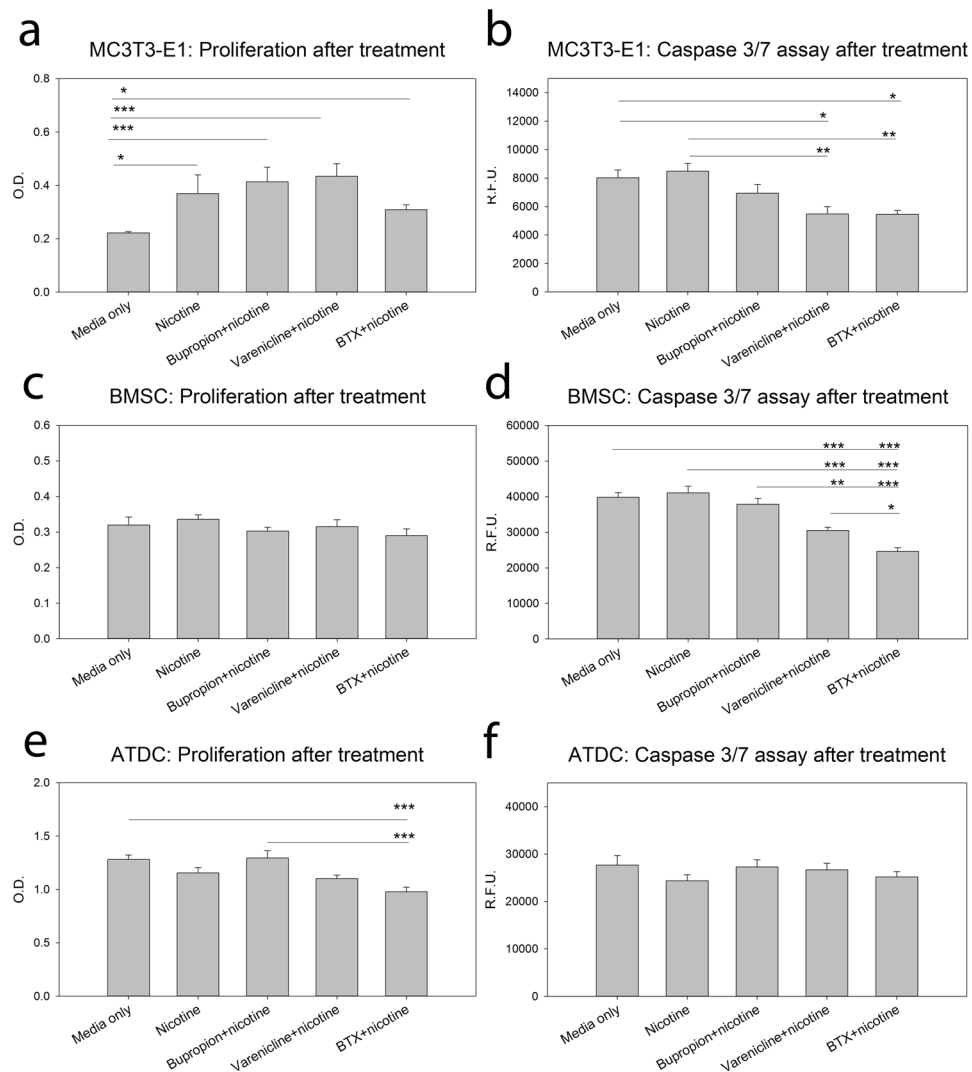 a
MC3T3-E1: Proliferation after treatment
0.8
0.6
0.4
0.2
0.0
O.D.
*
***
***
*
Media only
Nicotine
Bupropion+nicotine
Varenicline+nicotine
BTX+nicotine
b
MC3T3-E1: Caspase 3/7 assay after treatment
14000
12000
10000
8000
6000
4000
2000
0
R.F.U.
*
*
**
**
Media only
Nicotine
Bupropion+nicotine
Varenicline+nicotine
BTX+nicotine
c
BMSC: Proliferation after treatment
0.6
0.5
0.4
0.3
0.2
0.1
0.0
O.D.
Media only
Nicotine
Bupropion+nicotine
Varenicline+nicotine
BTX+nicotine
d
BMSC: Caspase 3/7 assay after treatment
60000
50000
40000
30000
20000
10000
0
R.F.U.
*** ***
*** ***
** ***
*
Media only
Nicotine
Bupropion+nicotine
Varenicline+nicotine
BTX+nicotine
e
ATDC: Proliferation after treatment
2.0
1.5
1.0
0.5
0.0
O.D.
***
***
Media only
Nicotine
Bupropion+nicotine
Varenicline+nicotine
BTX+nicotine
f
ATDC: Caspase 3/7 assay after treatment
40000
30000
20000
10000
0
R.F.U.
Media only
Nicotine
Bupropion+nicotine
Varenicline+nicotine
BTX+nicotine